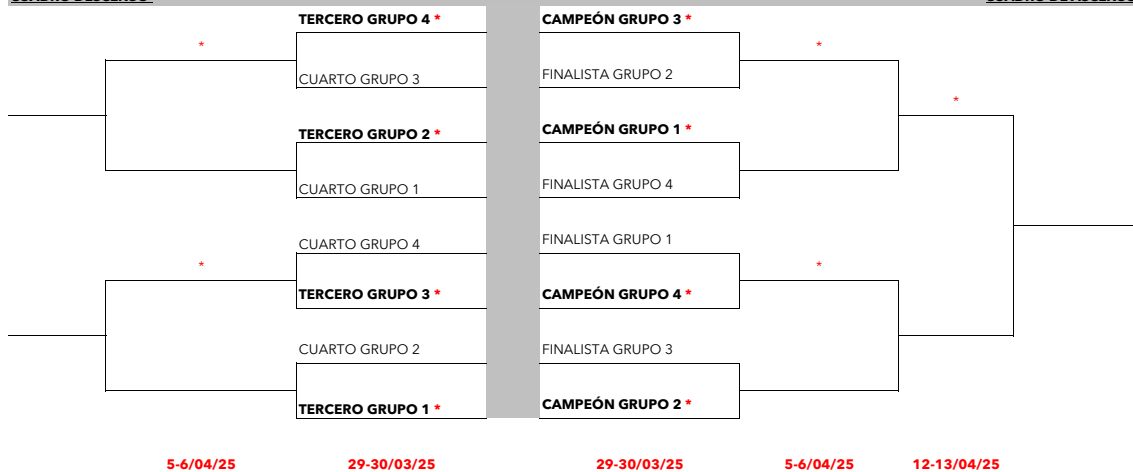 TERCERO GRUPO 4 *
CUARTO GRUPO 3
TERCERO GRUPO 2 *
CUARTO GRUPO 1
CUARTO GRUPO 4
TERCERO GRUPO 3 *
CUARTO GRUPO 2
TERCERO GRUPO 1 *
*
*
CAMPEÓN GRUPO 3 *
FINALISTA GRUPO 2
CAMPEÓN GRUPO 1 *
FINALISTA GRUPO 4
FINALISTA GRUPO 1
CAMPEÓN GRUPO 4 *
FINALISTA GRUPO 3
CAMPEÓN GRUPO 2 *
*
*
*
5-6/04/25 29-30/03/25 29-30/03/25 5-6/04/25 12-13/04/25